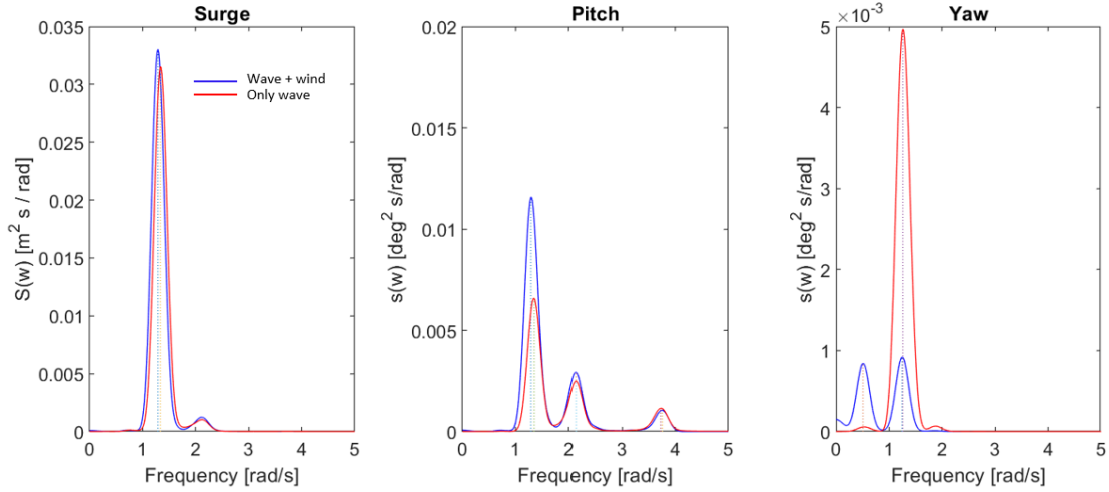 Surge
S(w) [m² s / rad]
0.035
0.03
0.025
0.02
0.015
0.01
0.005
0
0 1 2 3 4 5
Frequency [rad/s]
Wave + wind
Only wave
Pitch
s(w) [deg² s/rad]
0.02
0.015
0.01
0.005
0
0 1 2 3 4 5
Frequency [rad/s]
Yaw
×10⁻³
s(w) [deg² s/rad]
5
4
3
2
1
0
0 1 2 3 4 5
Frequency [rad/s]